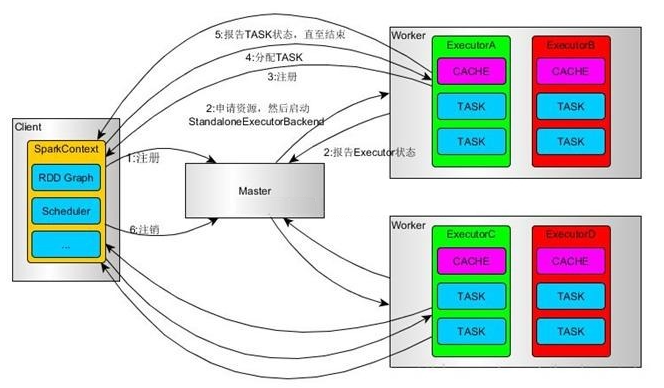 5:报告TASK状态，直至结束
4:分配TASK
3:注册
2:申请资源，然后启动
StandaloneExecutorBackend
Worker
ExecutorA
CACHE
TASK
TASK
ExecutorB
CACHE
TASK
TASK
Client
SparkContext
RDD Graph
Scheduler
...
1:注册
Master
2:报告Executor状态
6:注销
Worker
ExecutorC
CACHE
TASK
TASK
ExecutorD
CACHE
TASK
TASK